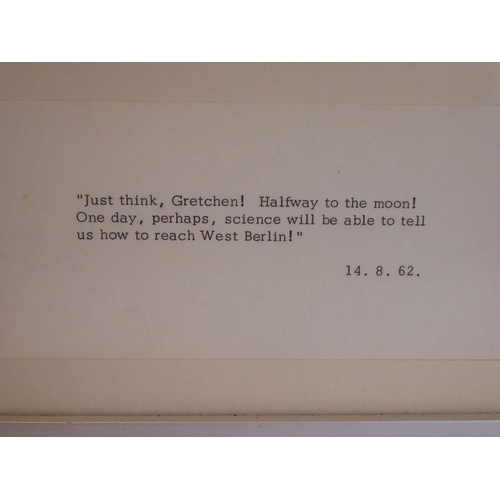 "Just think, Gretchen!  Halfway to the moon!
One day, perhaps, science will be able to tell
us how to reach West Berlin!"
14. 8. 62.